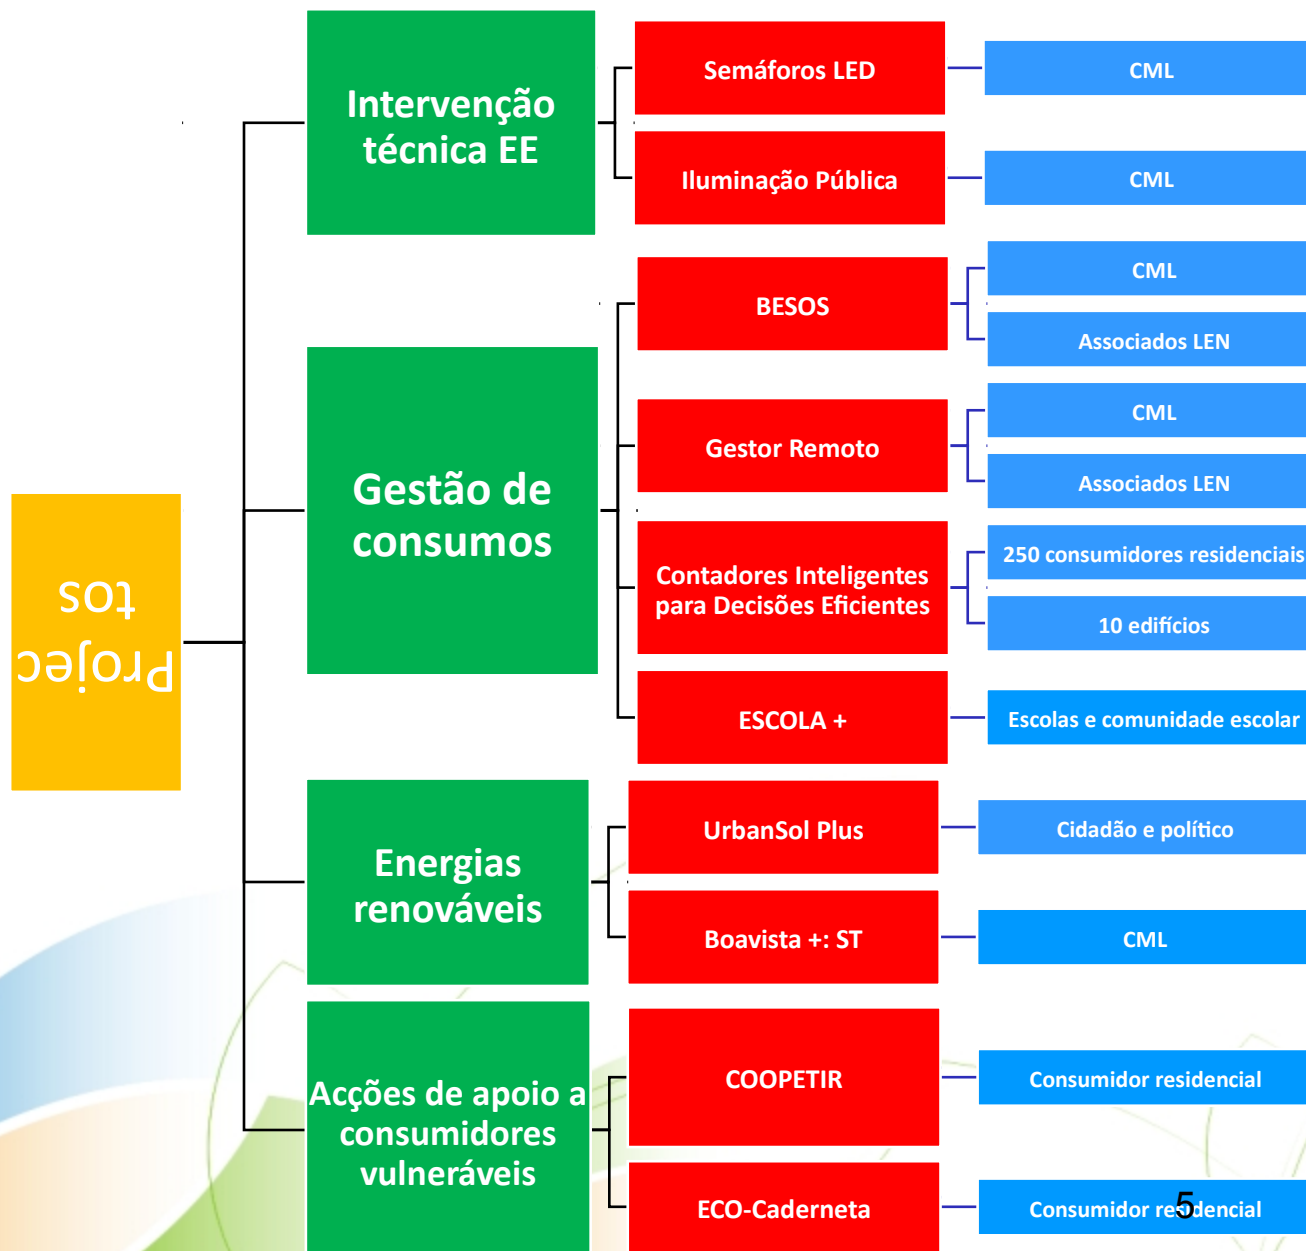 Projec
tos
Intervenção
técnica EE
Semáforos LED
CML
Iluminação Pública
CML
Gestão de
consumos
BESOS
CML
Associados LEN
Gestor Remoto
CML
Associados LEN
Contadores Inteligentes
para Decisões Eficientes
250 consumidores residenciais
10 edifícios
ESCOLA +
Escolas e comunidade escolar
Energias
renováveis
UrbanSol Plus
Cidadão e político
Boavista +: ST
CML
Acções de apoio a
consumidores
vulneráveis
COOPETIR
Consumidor residencial
ECO-Caderneta
Consumidor residencial
5